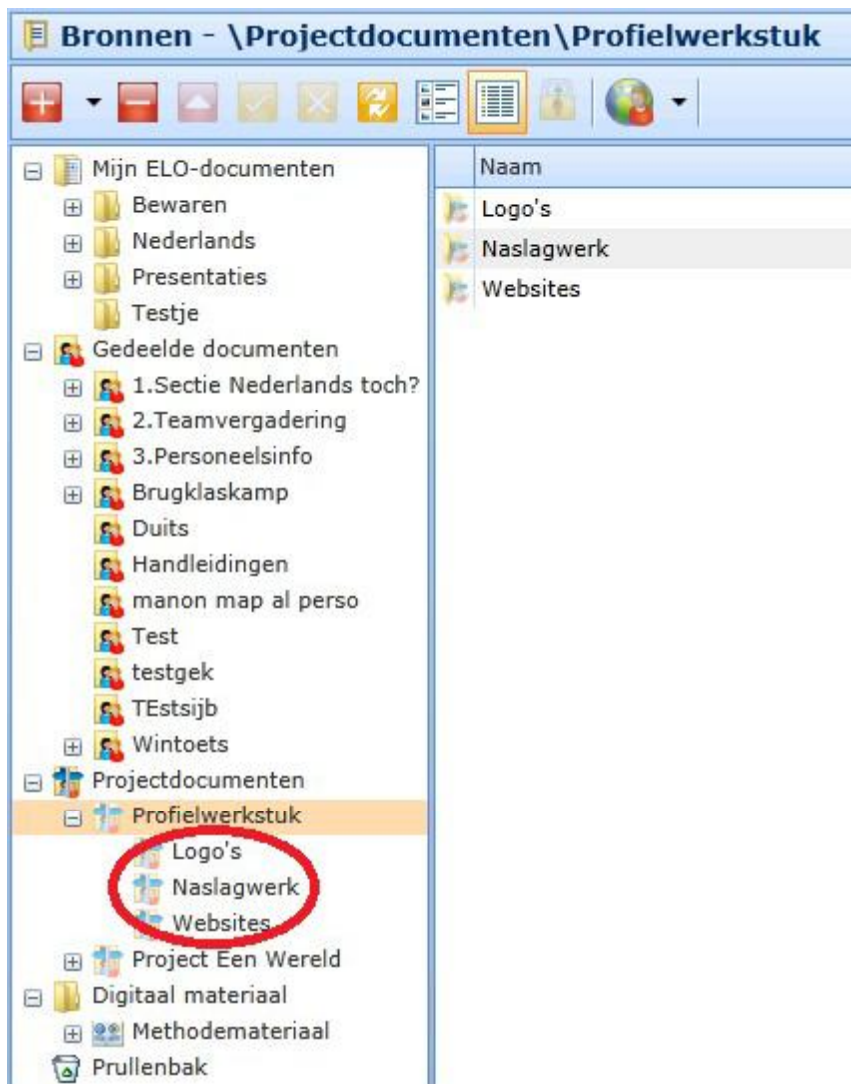 Bronnen - \Projectdocumenten\Profielwerkstuk
Mijn ELO-documenten
Bewaren
Nederlands
Presentaties
Testje
Gedeelde documenten
1.Sectie Nederlands toch?
2.Teamvergadering
3.Personeelsinfo
Brugklaskamp
Duits
Handleidingen
manon map al perso
Test
testgek
TEstsijb
Wintoets
Projectdocumenten
Profielwerkstuk
Logo's
Naslagwerk
Websites
Project Een Wereld
Digitaal materiaal
Methodemateriaal
Prullenbak
Naam
Logo's
Naslagwerk
Websites